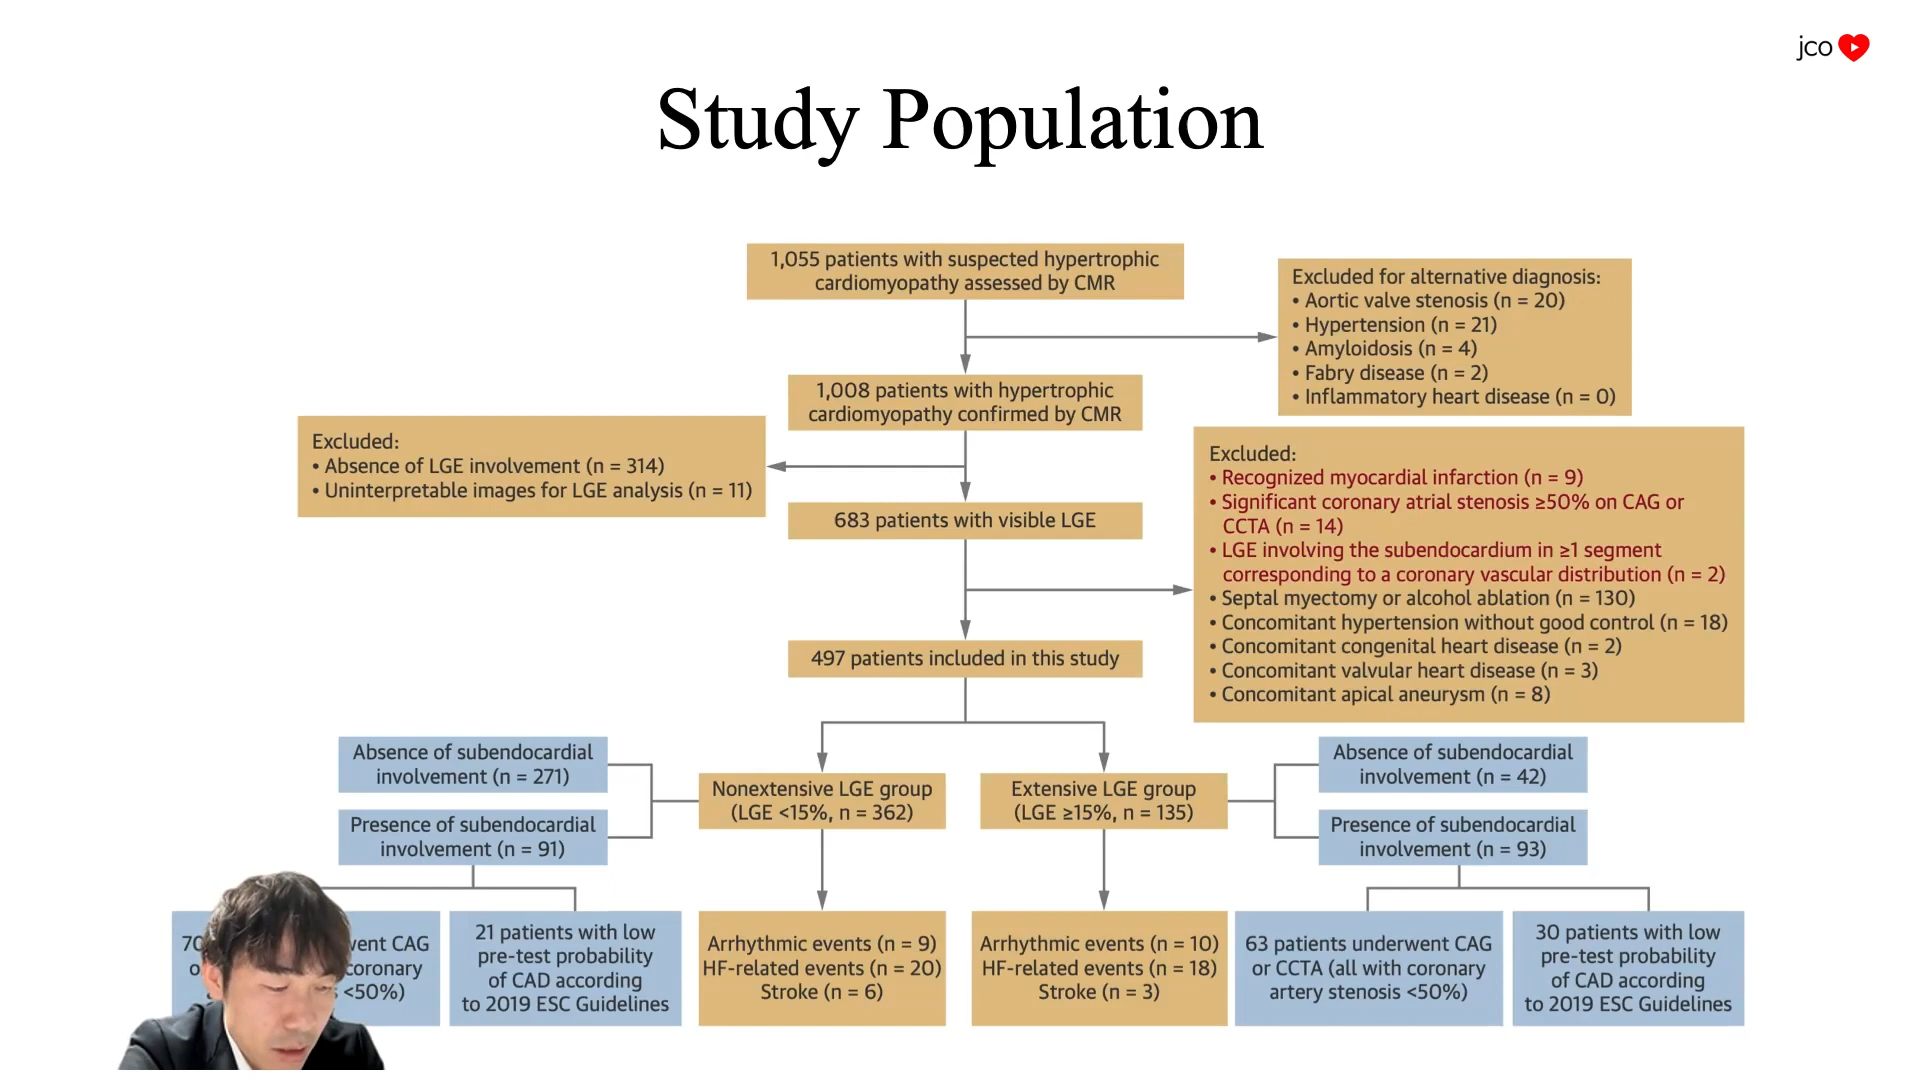 jco
Study Population
1,055 patients with suspected hypertrophic
cardiomyopathy assessed by CMR
Excluded for alternative diagnosis:
• Aortic valve stenosis (n = 20)
• Hypertension (n = 21)
• Amyloidosis (n = 4)
• Fabry disease (n = 2)
• Inflammatory heart disease (n = 0)
1,008 patients with hypertrophic
cardiomyopathy confirmed by CMR
Excluded:
• Absence of LGE involvement (n = 314)
• Uninterpretable images for LGE analysis (n = 11)
683 patients with visible LGE
Excluded:
• Recognized myocardial infarction (n = 9)
• Significant coronary atrial stenosis ≥50% on CAG or
CCTA (n = 14)
• LGE involving the subendocardium in ≥1 segment
corresponding to a coronary vascular distribution (n = 2)
• Septal myectomy or alcohol ablation (n = 130)
• Concomitant hypertension without good control (n = 18)
• Concomitant congenital heart disease (n = 2)
• Concomitant valvular heart disease (n = 3)
• Concomitant apical aneurysm (n = 8)
497 patients included in this study
Absence of subendocardial
involvement (n = 271)
Presence of subendocardial
involvement (n = 91)
Nonextensive LGE group
(LGE <15%, n = 362)
Extensive LGE group
(LGE ≥15%, n = 135)
Absence of subendocardial
involvement (n = 42)
Presence of subendocardial
involvement (n = 93)
70 CAG
coronary
<50%)
21 patients with low
pre-test probability
of CAD according
to 2019 ESC Guidelines
Arrhythmic events (n = 9)
HF-related events (n = 20)
Stroke (n = 6)
Arrhythmic events (n = 10)
HF-related events (n = 18)
Stroke (n = 3)
63 patients underwent CAG
or CCTA (all with coronary
artery stenosis <50%)
30 patients with low
pre-test probability
of CAD according
to 2019 ESC Guidelines